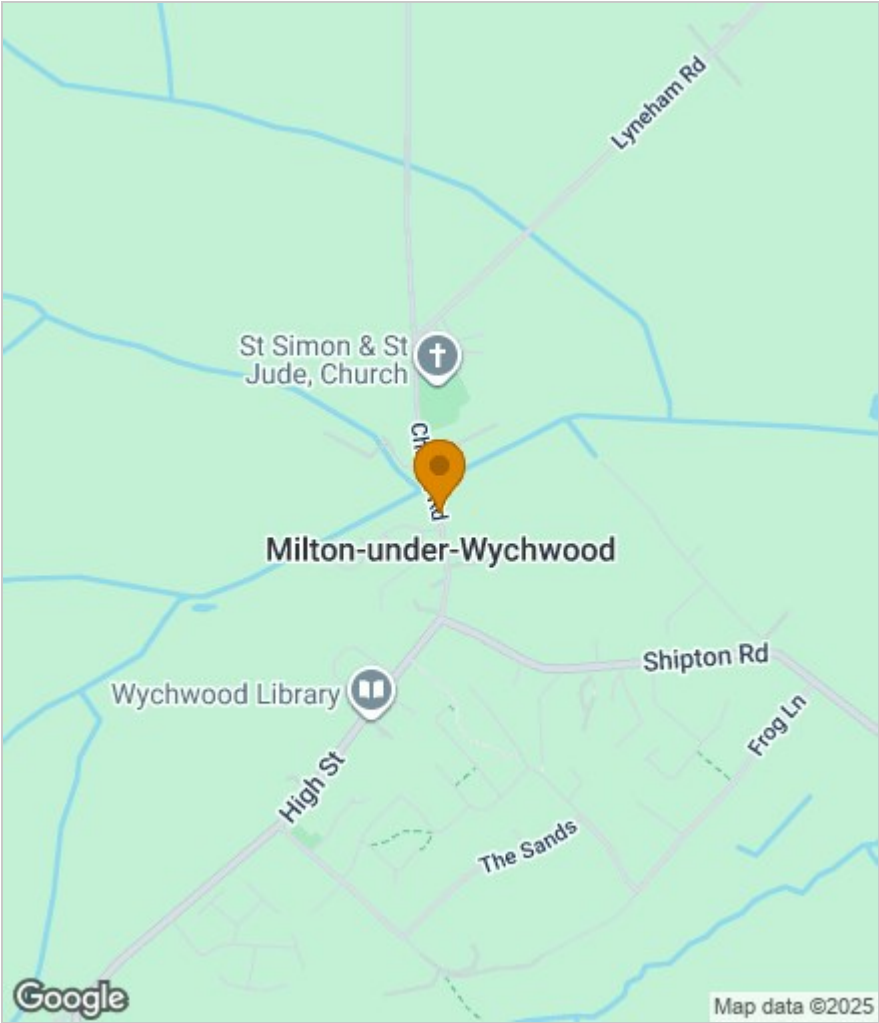 Lyneham Rd
St Simon & St
Jude, Church
Milton-under-Wychwood
Shipton Rd
Wychwood Library
Frog Ln
High St
The Sands
Google
Map data ©2025